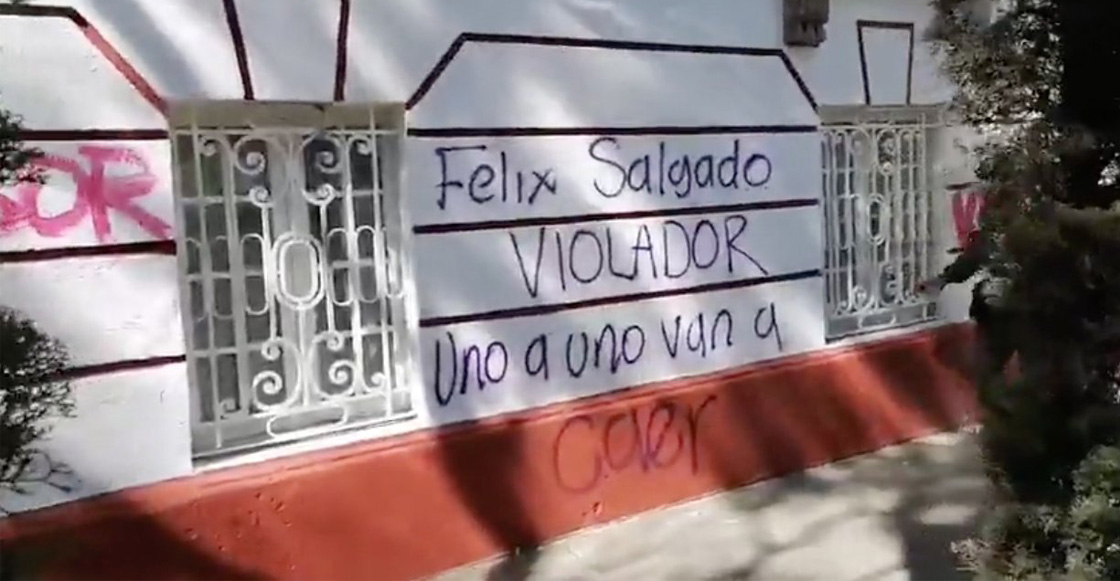 Felix Salgado
VIOLADOR
Uno a uno van a
caer